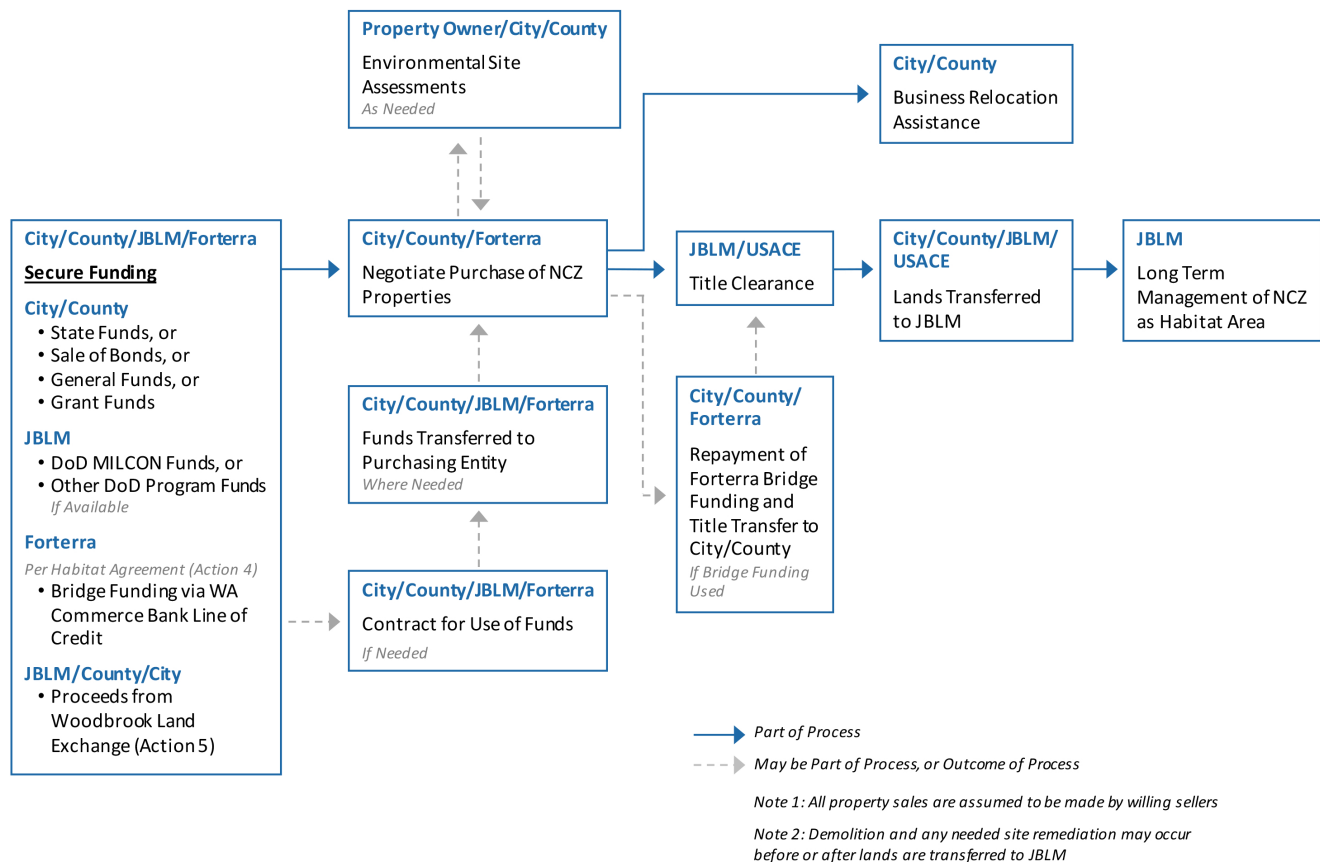 City/County/JBLM/Forterra
Secure Funding
City/County
• State Funds, or
• Sale of Bonds, or
• General Funds, or
• Grant Funds
JBLM
• DoD MILCON Funds, or
• Other DoD Program Funds
If Available
Forterra
Per Habitat Agreement (Action 4)
• Bridge Funding via WA
Commerce Bank Line of
Credit
JBLM/County/City
• Proceeds from
Woodbrook Land
Exchange (Action 5)
Property Owner/City/County
Environmental Site
Assessments
As Needed
City/County/Forterra
Negotiate Purchase of NCZ
Properties
City/County/JBLM/Forterra
Funds Transferred to
Purchasing Entity
Where Needed
City/County/JBLM/Forterra
Contract for Use of Funds
If Needed
City/County
Business Relocation
Assistance
JBLM/USACE
Title Clearance
City/County/
Forterra
Repayment of
Forterra Bridge
Funding and
Title Transfer to
City/County
If Bridge Funding
Used
City/County/JBLM/
USACE
Lands Transferred
to JBLM
JBLM
Long Term
Management of NCZ
as Habitat Area
Part of Process
May be Part of Process, or Outcome of Process
Note 1: All property sales are assumed to be made by willing sellers
Note 2: Demolition and any needed site remediation may occur
before or after lands are transferred to JBLM